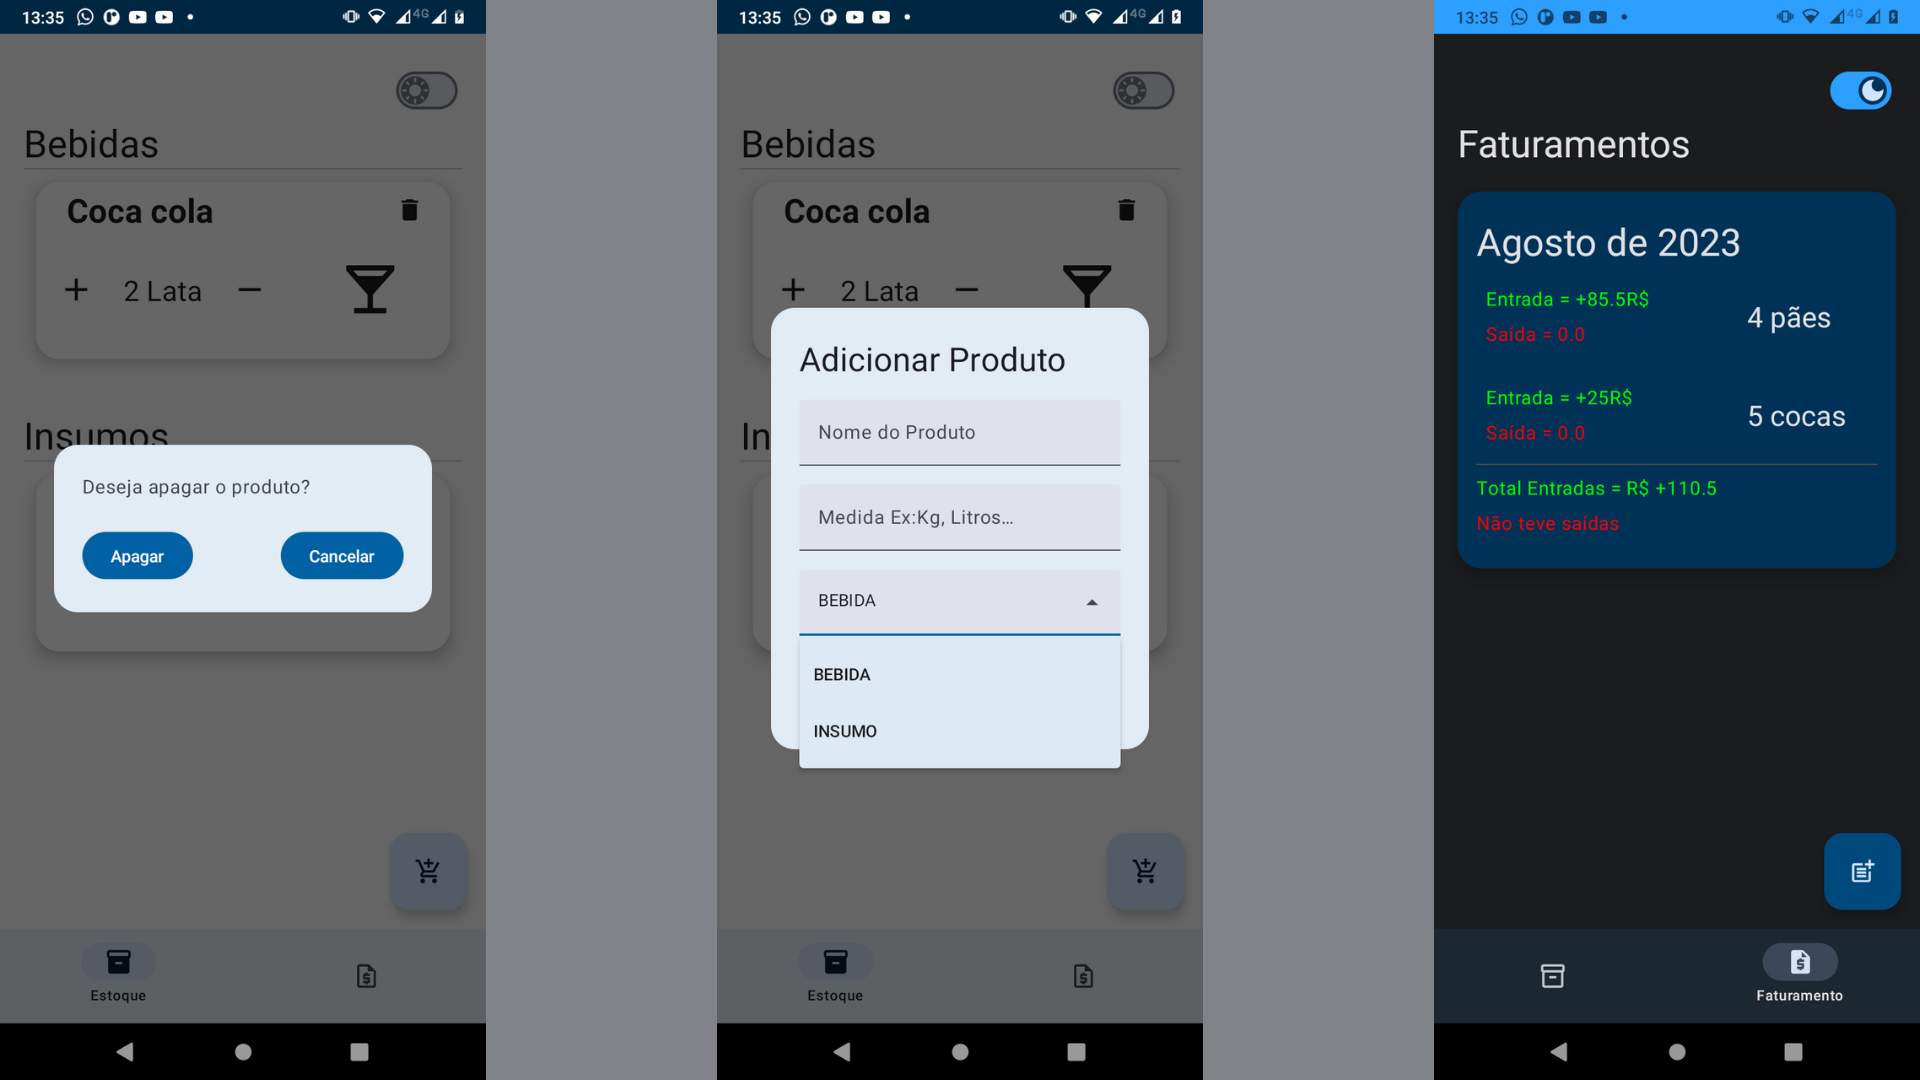 13:35
4G
Bebidas
Coca cola
+ 2 Lata −
Insumos
Deseja apagar o produto?
Apagar Cancelar
Estoque
13:35
4G
Bebidas
Coca cola
+ 2 Lata −
In
Adicionar Produto
Nome do Produto
Medida Ex:Kg, Litros...
BEBIDA
BEBIDA
INSUMO
Estoque
13:35
4G
Faturamentos
Agosto de 2023
Entrada = +85.5R$
Saída = 0.0
4 pães
Entrada = +25R$
Saída = 0.0
5 cocas
Total Entradas = R$ +110.5
Não teve saídas
Faturamento